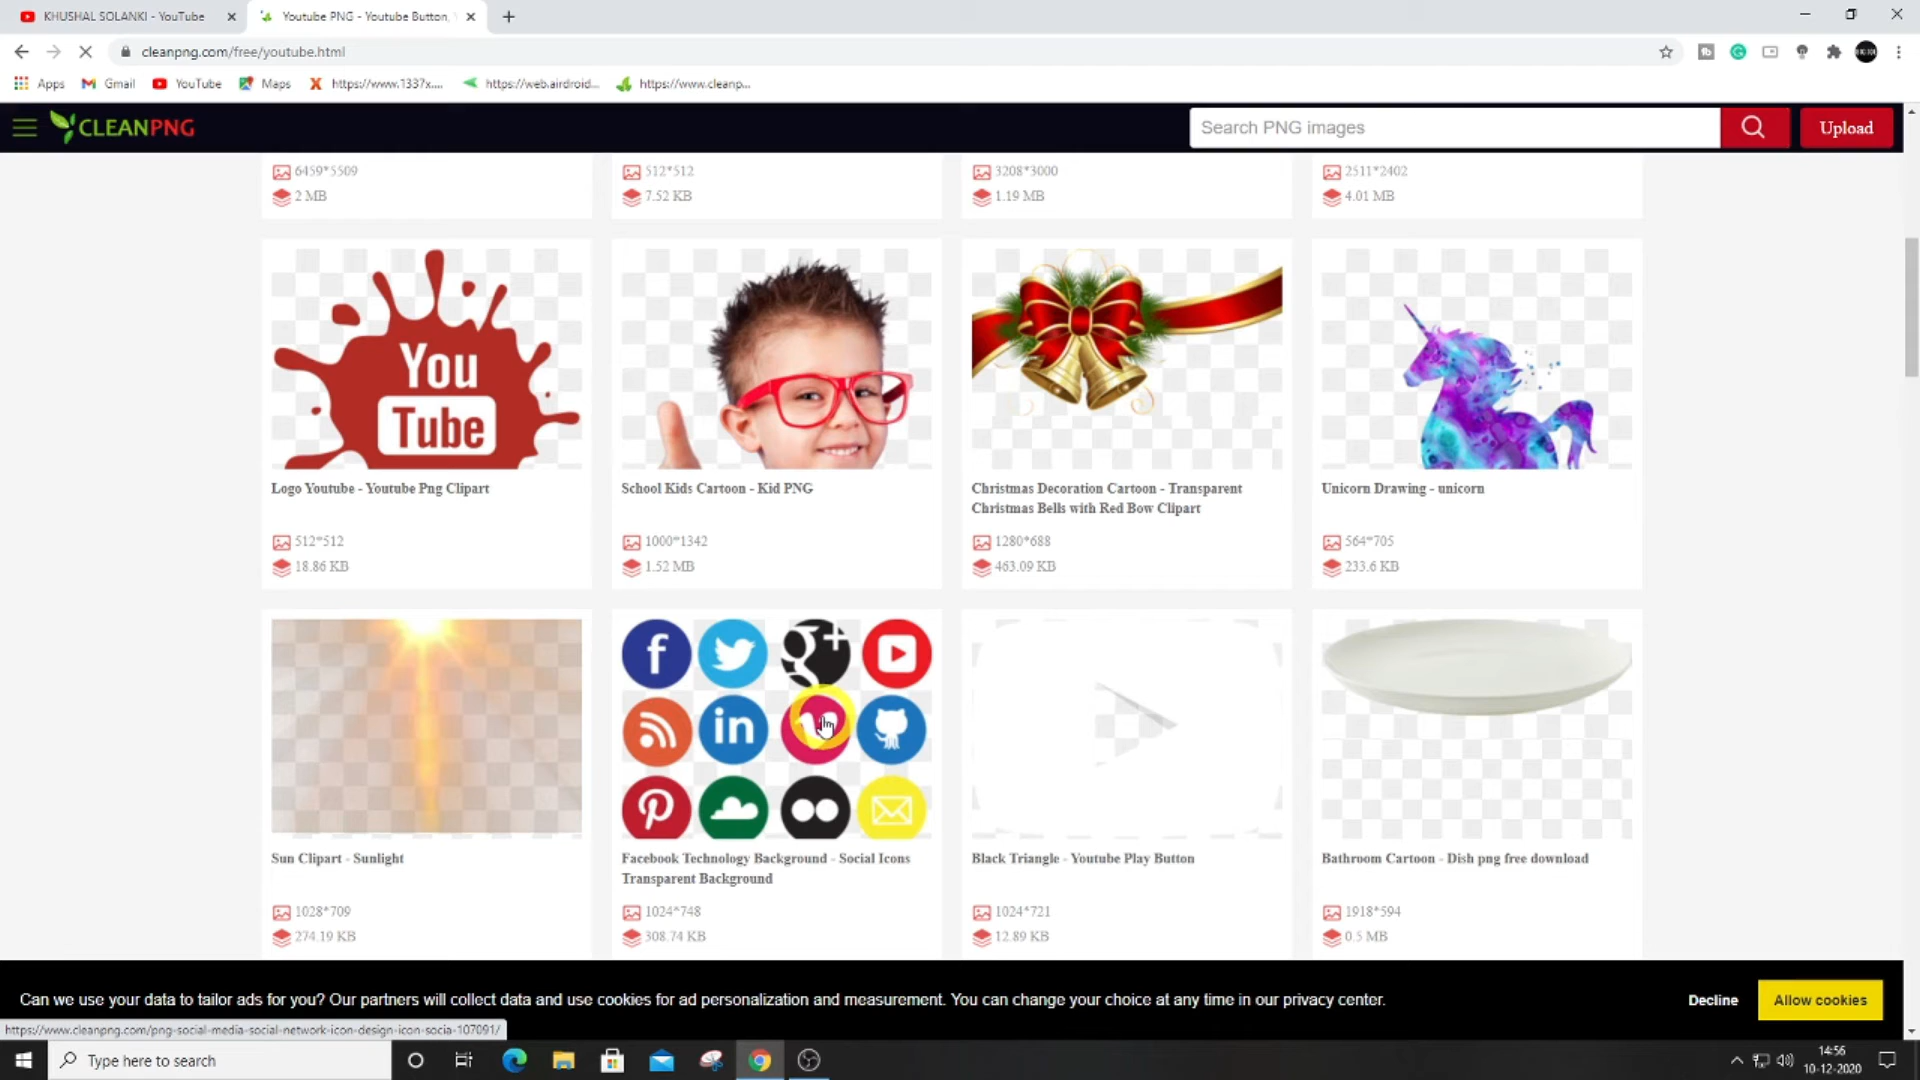 KHUSHAL SOLANKI - YouTube
Youtube PNG - Youtube Button,
cleanpng.com/free/youtube.html
Apps
Gmail
YouTube
Maps
https://www.1337x....
https://web.airdroid...
https://www.cleanp...
CLEANPNG
Search PNG images
Upload
6459*5509
512*512
3208*3000
2511*2402
2 MB
7.52 KB
1.19 MB
4.01 MB
You
Tube
Logo Youtube - Youtube Png Clipart
School Kids Cartoon - Kid PNG
Christmas Decoration Cartoon - Transparent
Christmas Bells with Red Bow Clipart
Unicorn Drawing - unicorn
512*512
1000*1342
1280*688
564*705
18.86 KB
1.52 MB
463.09 KB
233.6 KB
f
g+
in
Sun Clipart - Sunlight
Facebook Technology Background - Social Icons
Transparent Background
Black Triangle - Youtube Play Button
Bathroom Cartoon - Dish png free download
1028*709
1024*748
1024*721
1918*594
274.19 KB
308.74 KB
12.89 KB
0.5 MB
Can we use your data to tailor ads for you? Our partners will collect data and use cookies for ad personalization and measurement. You can change your choice at any time in our privacy center.
Decline
Allow cookies
https://www.cleanpng.com/png-social-media-social-network-icon-design-icon-socia-107091/
Type here to search
14:56
10-12-2020